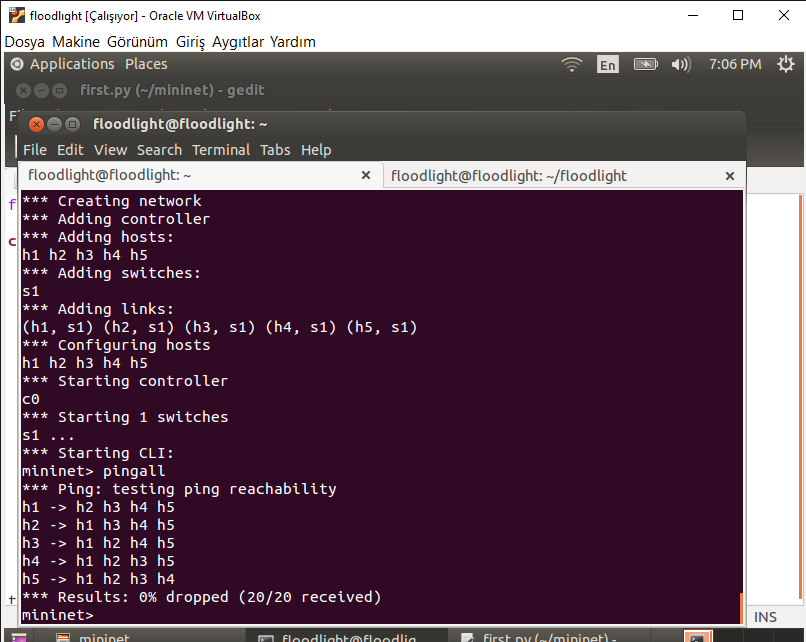 floodlight [Çalışıyor] - Oracle VM VirtualBox
Dosya Makine Görünüm Giriş Aygıtlar Yardım
Applications Places En 7:06 PM
first.py (~/mininet) - gedit
floodlight@floodlight: ~
File Edit View Search Terminal Tabs Help
floodlight@floodlight: ~ floodlight@floodlight: ~/floodlight
*** Creating network
*** Adding controller
*** Adding hosts:
h1 h2 h3 h4 h5
*** Adding switches:
s1
*** Adding links:
(h1, s1) (h2, s1) (h3, s1) (h4, s1) (h5, s1)
*** Configuring hosts
h1 h2 h3 h4 h5
*** Starting controller
c0
*** Starting 1 switches
s1 ...
*** Starting CLI:
mininet> pingall
*** Ping: testing ping reachability
h1 -> h2 h3 h4 h5
h2 -> h1 h3 h4 h5
h3 -> h1 h2 h4 h5
h4 -> h1 h2 h3 h5
h5 -> h1 h2 h3 h4
*** Results: 0% dropped (20/20 received)
mininet>
INS
mininet floodlight@floodlig first.py (~/mininet) -